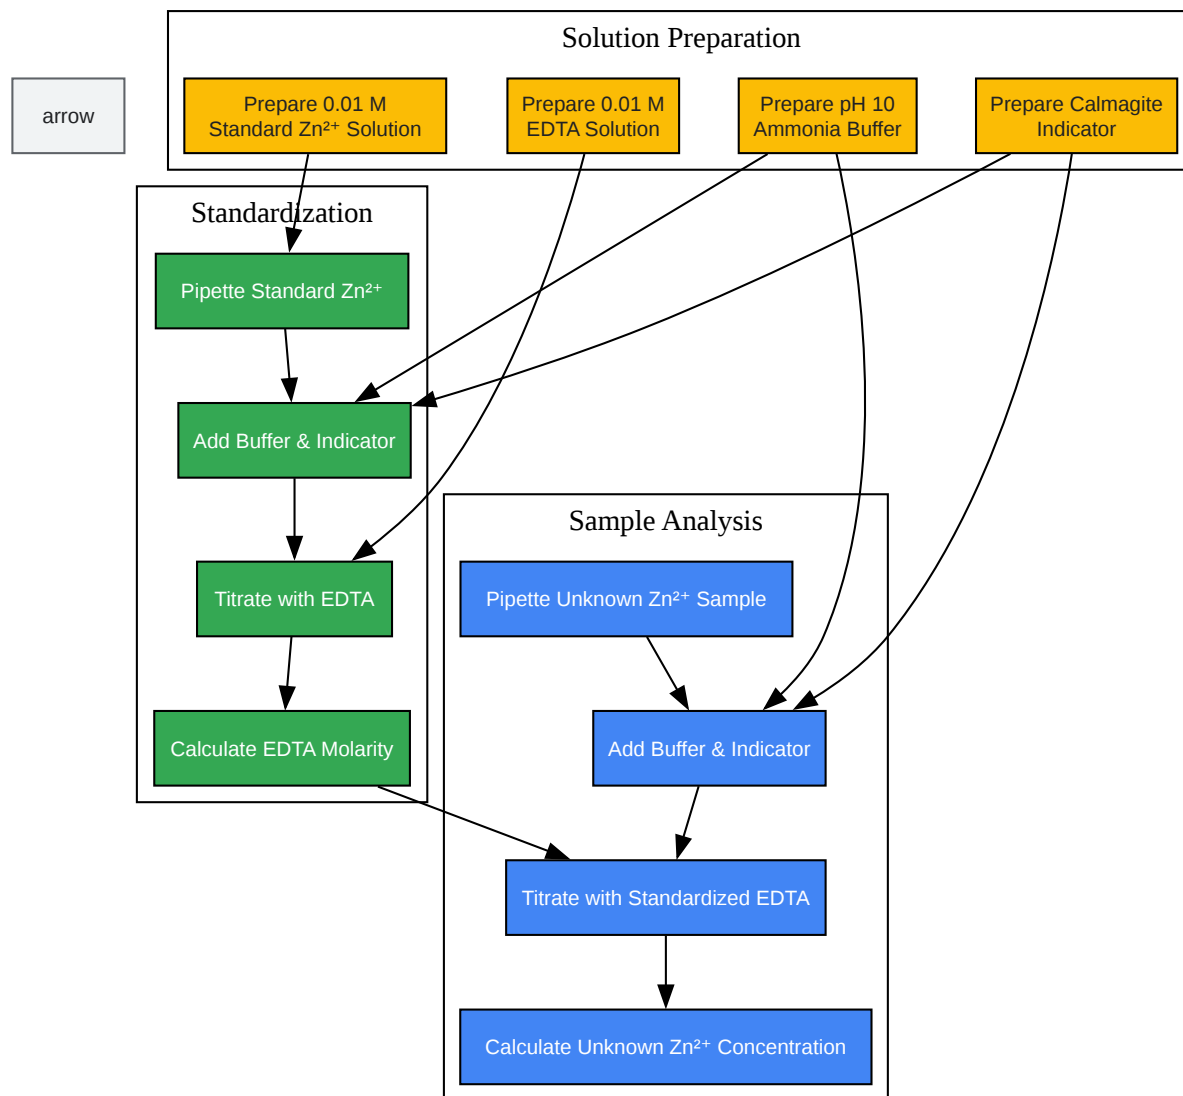 Solution Preparation
arrow
Prepare 0.01 M
Standard Zn²⁺ Solution
Prepare 0.01 M
EDTA Solution
Prepare pH 10
Ammonia Buffer
Prepare Calmagite
Indicator
Standardization
Pipette Standard Zn²⁺
Add Buffer & Indicator
Titrate with EDTA
Calculate EDTA Molarity
Sample Analysis
Pipette Unknown Zn²⁺ Sample
Add Buffer & Indicator
Titrate with Standardized EDTA
Calculate Unknown Zn²⁺ Concentration